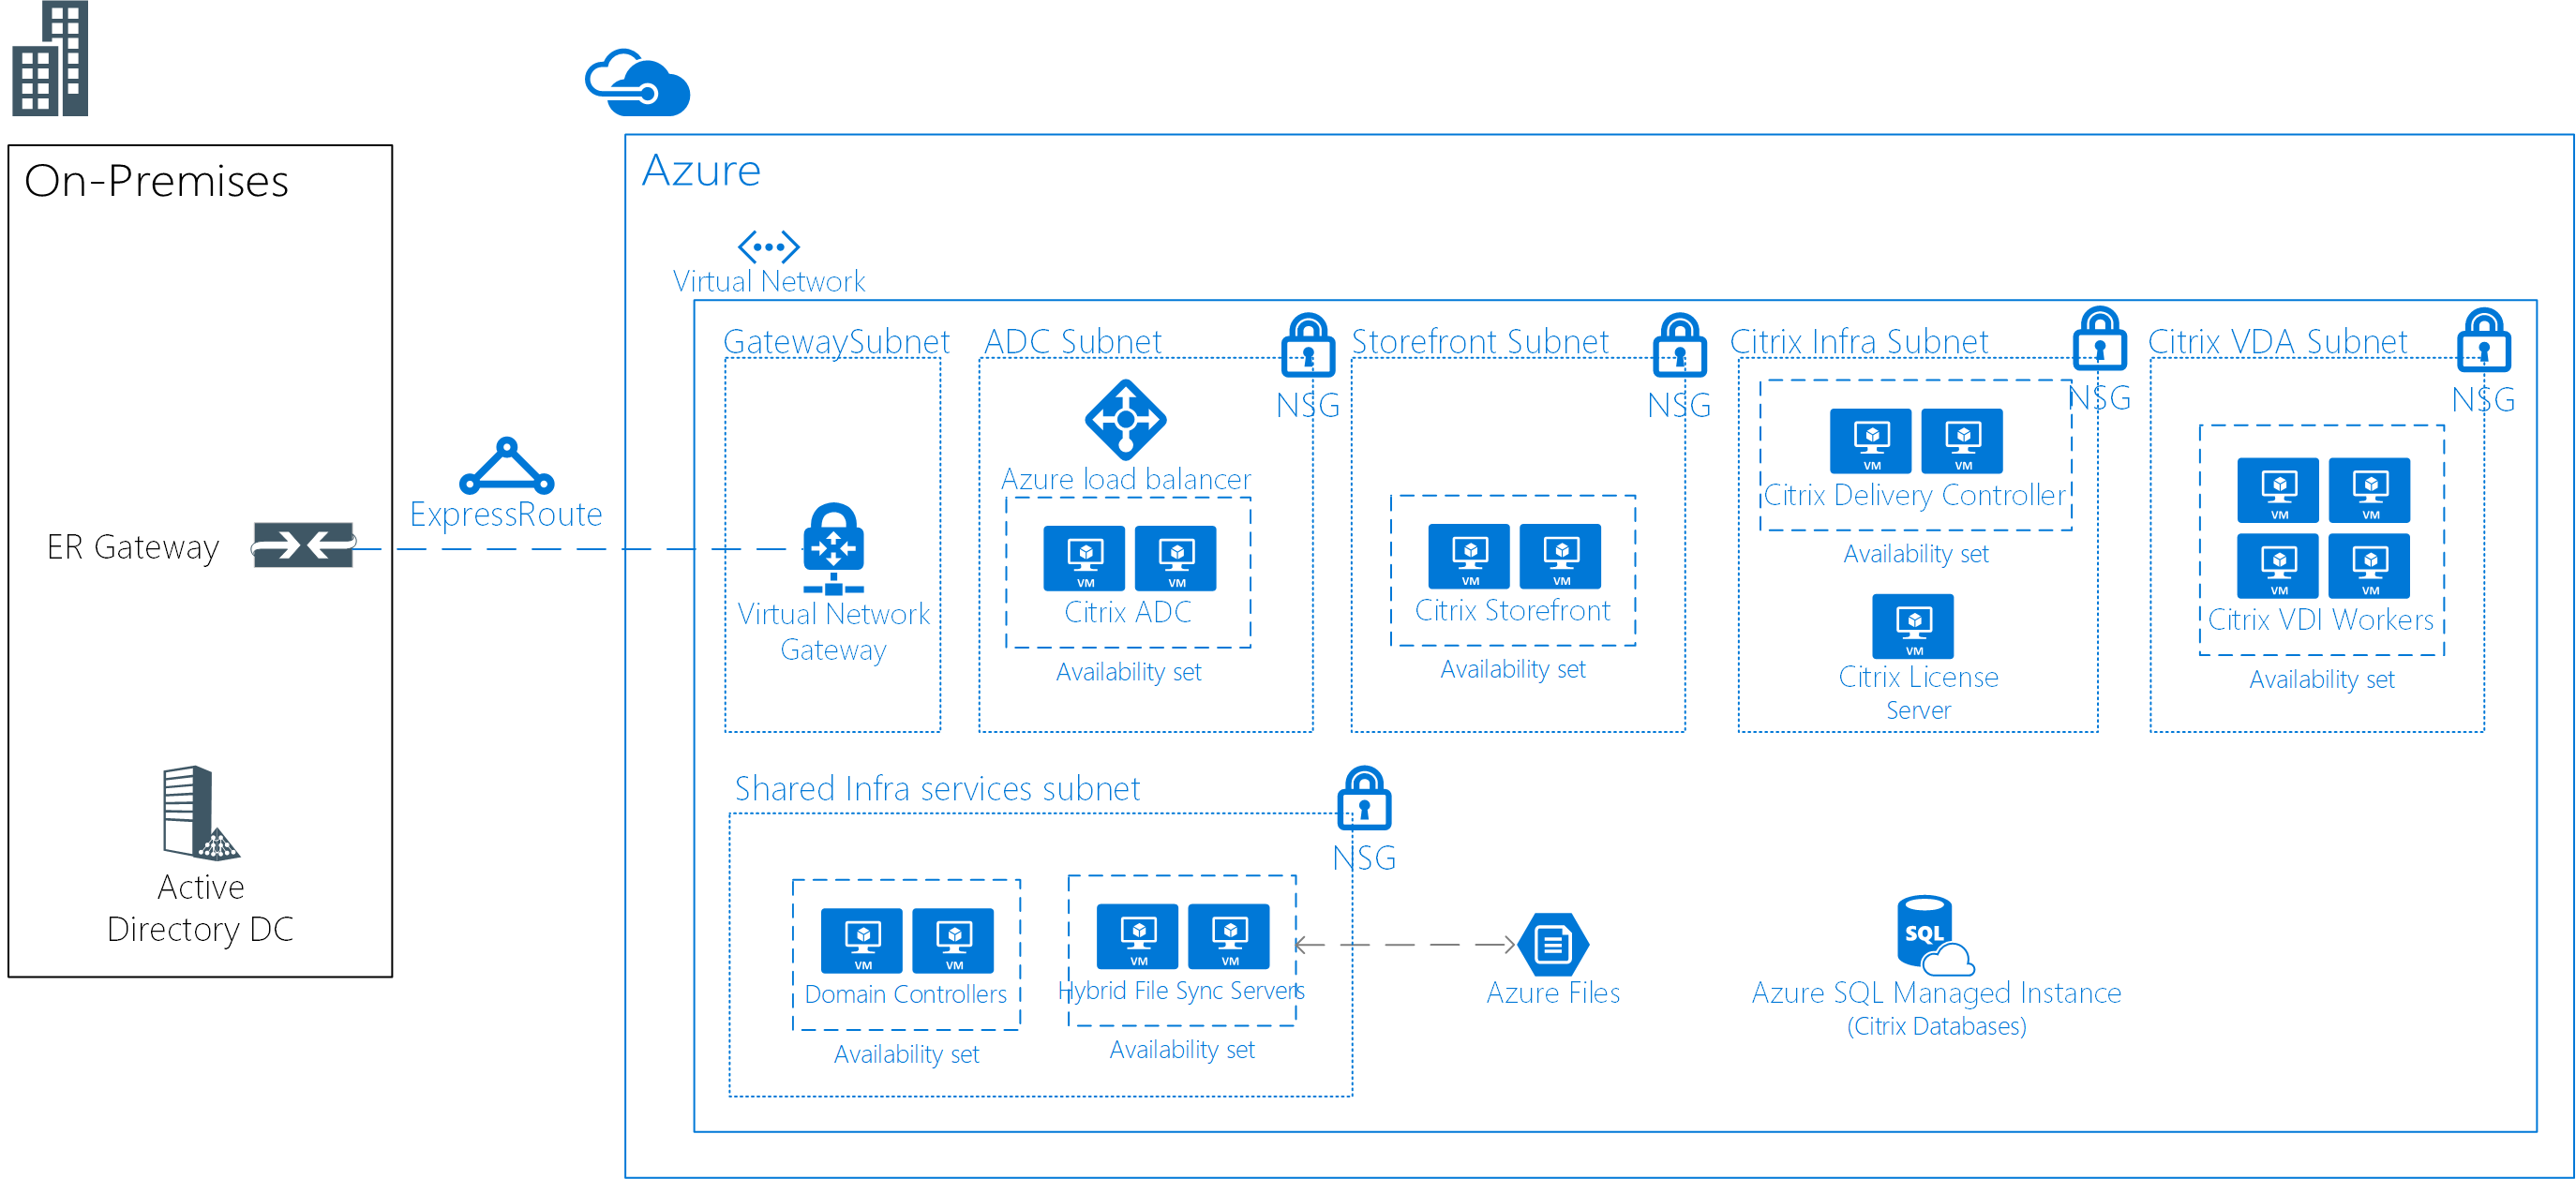 On-Premises
ER Gateway
Active
Directory DC
ExpressRoute
Azure
Virtual Network
GatewaySubnet
Virtual Network
Gateway
ADC Subnet
NSG
Azure load balancer
VM
VM
Citrix ADC
Availability set
Storefront Subnet
NSG
VM
VM
Citrix Storefront
Availability set
Citrix Infra Subnet
NSG
VM
VM
Citrix Delivery Controller
Availability set
VM
Citrix License
Server
Citrix VDA Subnet
NSG
VM
VM
VM
VM
Citrix VDI Workers
Availability set
Shared Infra services subnet
NSG
VM
VM
Domain Controllers
Availability set
VM
VM
Hybrid File Sync Servers
Availability set
Azure Files
SQL
Azure SQL Managed Instance
(Citrix Databases)